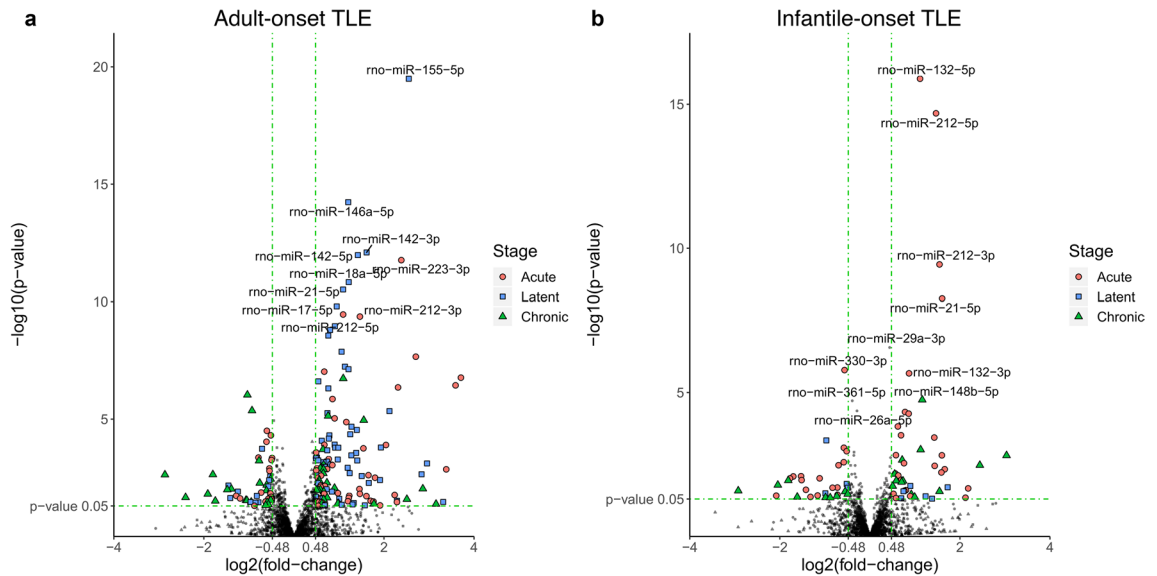 a
Adult−onset TLE
−log10(p−value)
20
15
10
5
p−value 0.05
rno−miR−155−5p
rno−miR−146a−5p
rno−miR−142−3p
rno−miR−142−5p
rno−miR−223−3p
rno−miR−18a−5p
rno−miR−21−5p
rno−miR−17−5p
rno−miR−212−3p
rno−miR−212−5p
−4
−2
−0.48
0.48
2
4
log2(fold−change)
Stage
Acute
Latent
Chronic
b
Infantile−onset TLE
−log10(p−value)
15
10
5
p−value 0.05
rno−miR−132−5p
rno−miR−212−5p
rno−miR−212−3p
rno−miR−21−5p
rno−miR−29a−3p
rno−miR−330−3p
rno−miR−132−3p
rno−miR−361−5p
rno−miR−148b−5p
rno−miR−26a−5p
−4
−2
−0.48
0.48
2
4
log2(fold−change)
Stage
Acute
Latent
Chronic